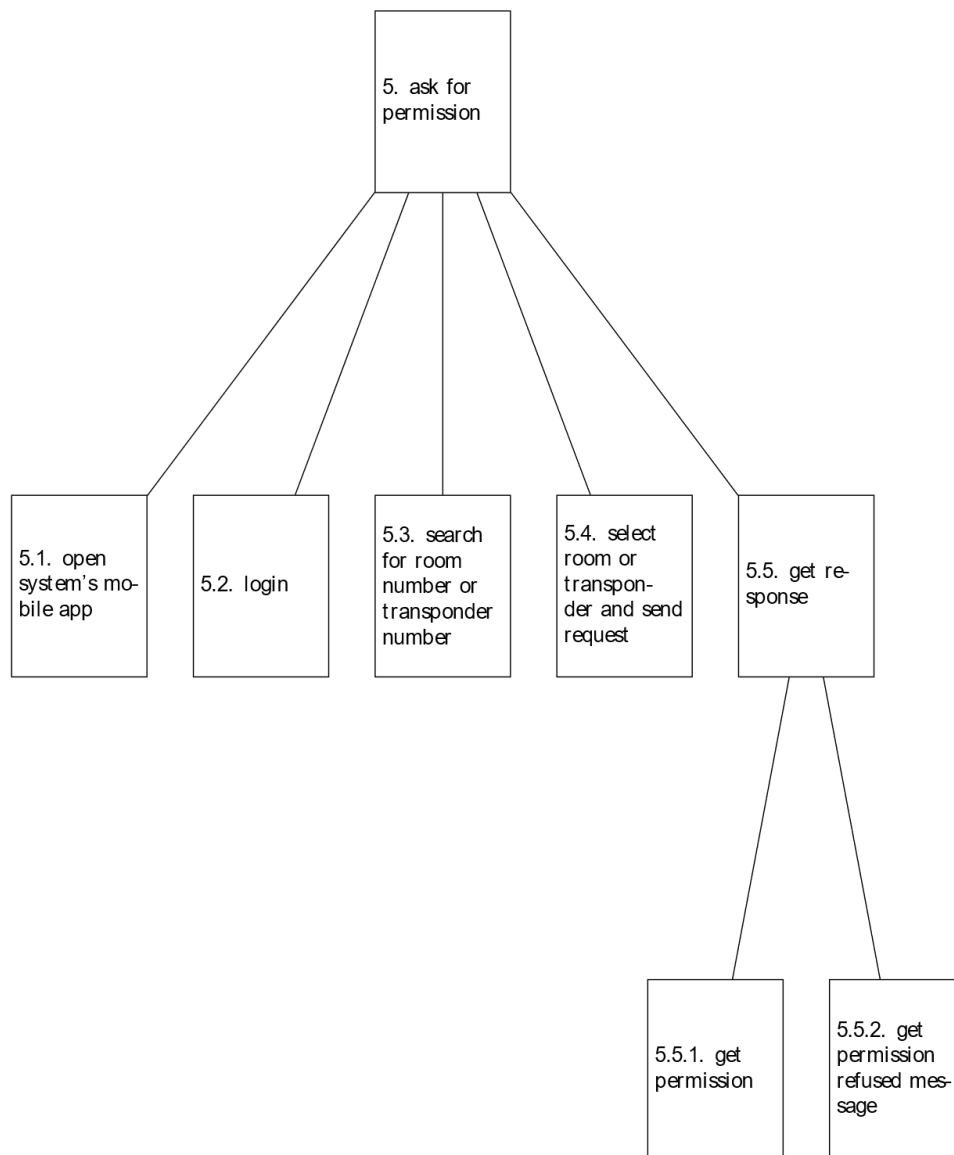 5. ask for
permission
5.1. open
system's mo-
bile app
5.2. login
5.3. search
for room
number or
transponder
number
5.4. select
room or
transpon-
der and send
request
5.5. get re-
sponse
5.5.1. get
permission
5.5.2. get
permission
refused mes-
sage